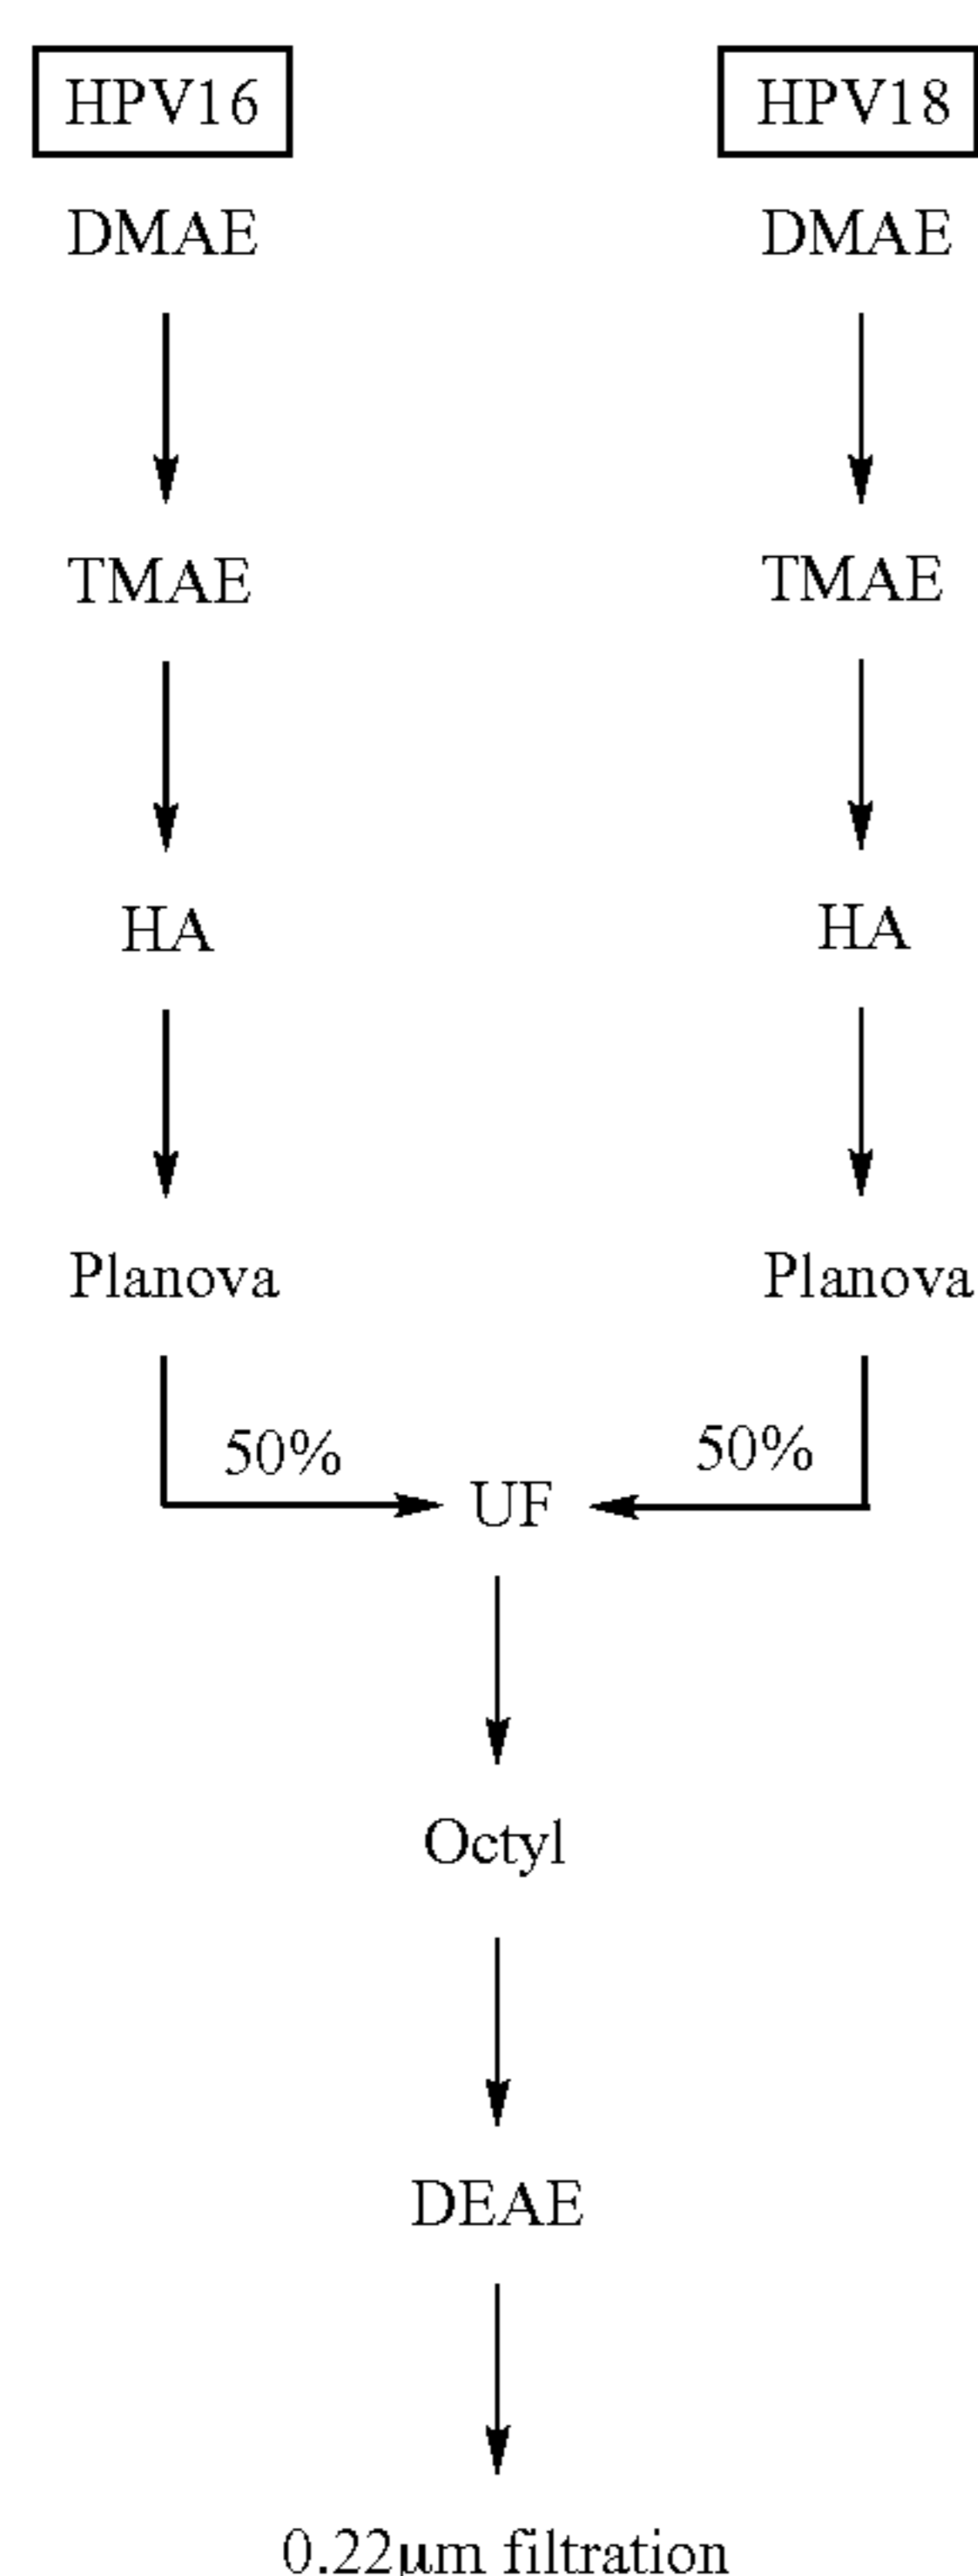 HPV16 HPV18
DMAE DMAE
TMAE TMAE
HA HA
Planova Planova
50% 50%
UF
Octyl
DEAE
0.22μm filtration